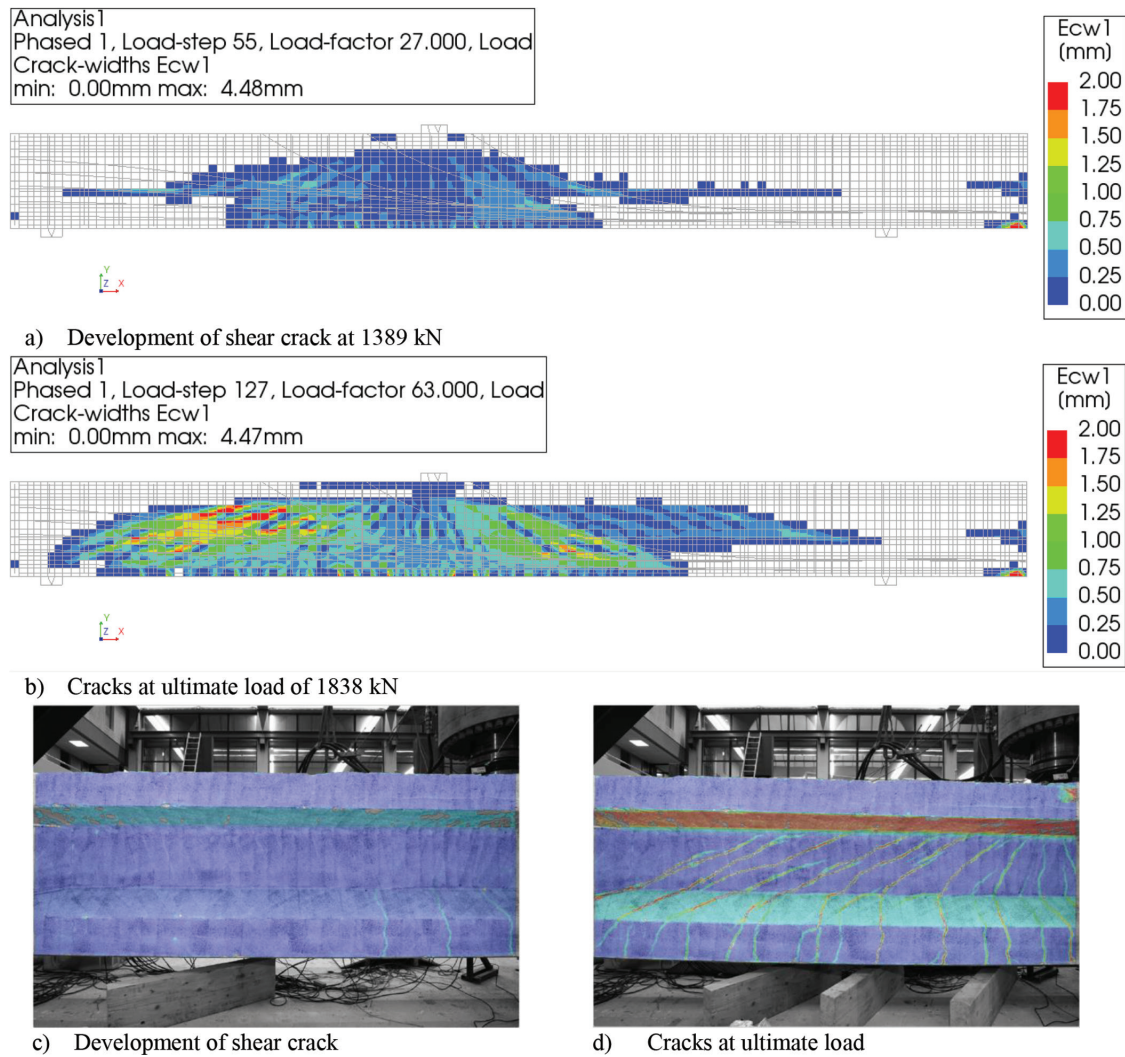 Analysis1
Phased 1, Load-step 55, Load-factor 27.000, Load
Crack-widths Ecw1
min: 0.00mm max: 4.48mm
Ecw1
(mm)
2.00
1.75
1.50
1.25
1.00
0.75
0.50
0.25
0.00
Y
Z X
a) Development of shear crack at 1389 kN
Analysis1
Phased 1, Load-step 127, Load-factor 63.000, Load
Crack-widths Ecw1
min: 0.00mm max: 4.47mm
Ecw1
(mm)
2.00
1.75
1.50
1.25
1.00
0.75
0.50
0.25
0.00
Y
Z X
b) Cracks at ultimate load of 1838 kN
c) Development of shear crack
d) Cracks at ultimate load